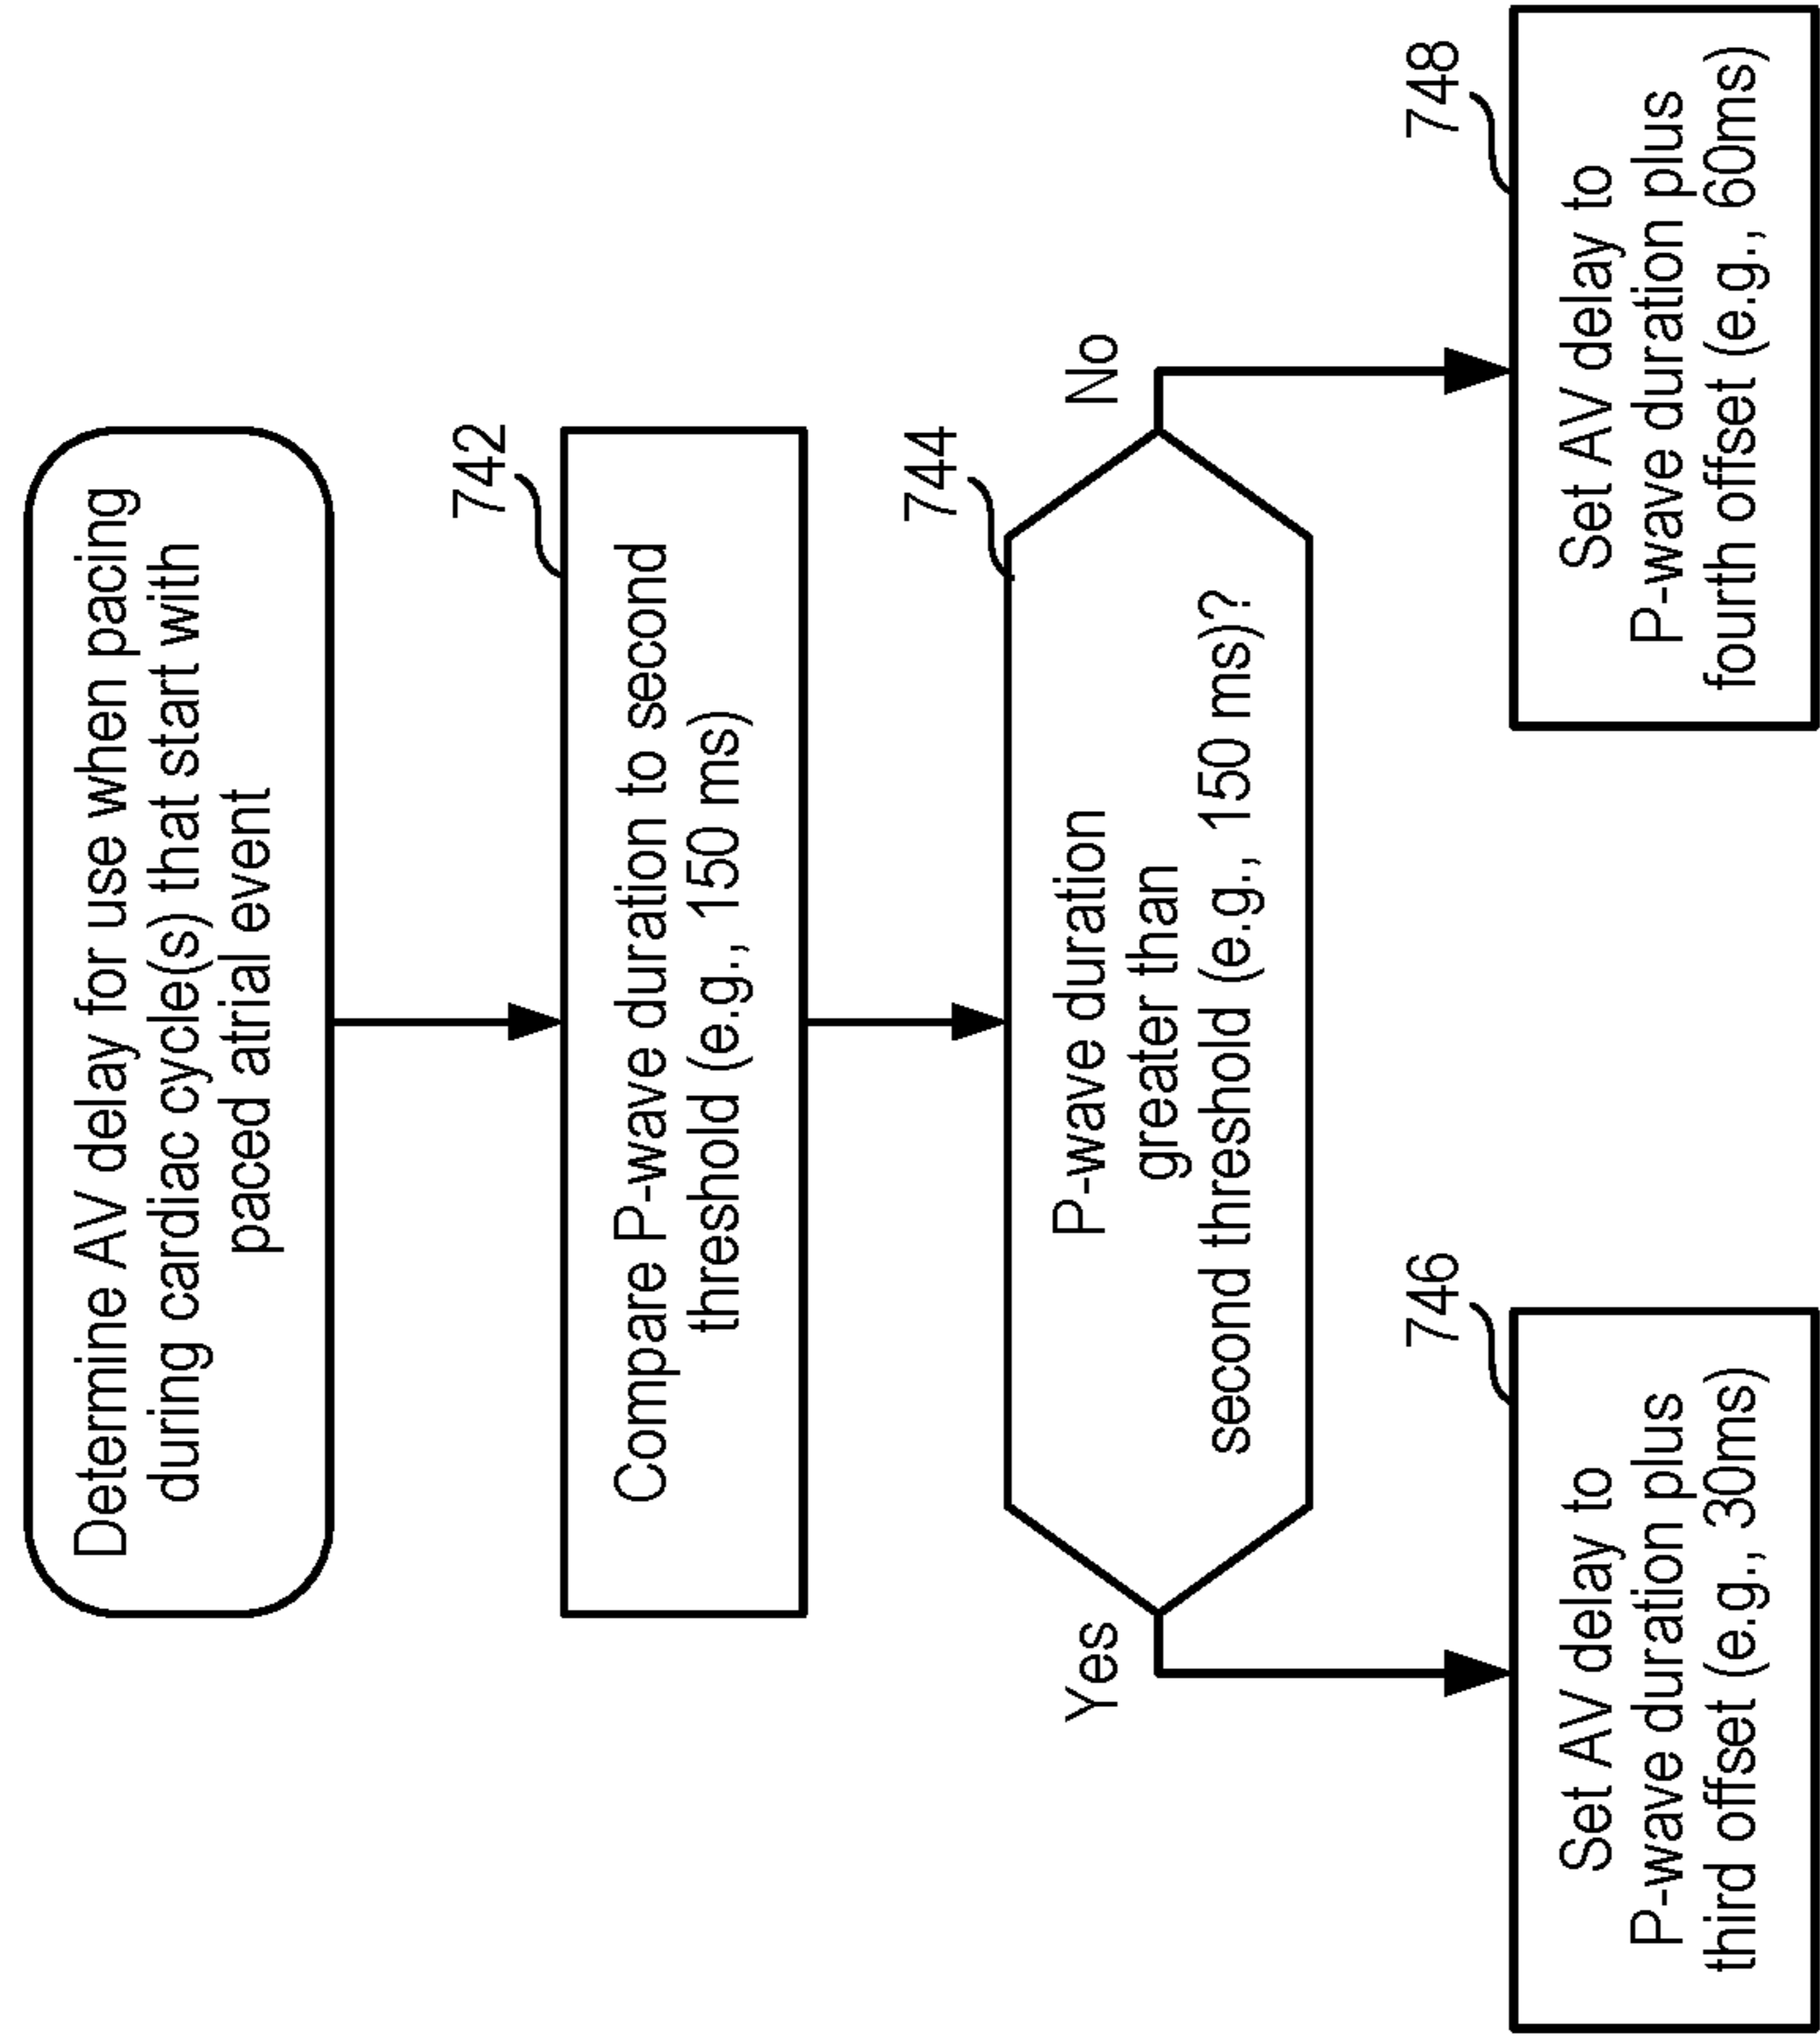 Determine AV delay for use when pacing
during cardiac cycle(s) that start with
paced atrial event
742
Compare P-wave duration to second
threshold (e.g., 150 ms)
744
P-wave duration
greater than
second threshold (e.g., 150 ms)?
Yes
No
746
Set AV delay to
P-wave duration plus
third offset (e.g., 30ms)
748
Set AV delay to
P-wave duration plus
fourth offset (e.g., 60ms)